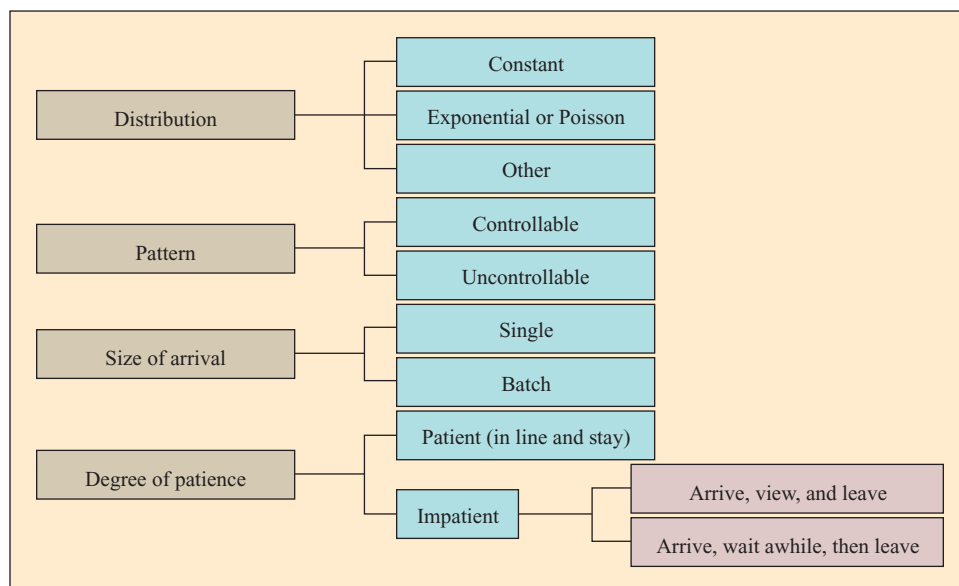 Distribution
Constant
Exponential or Poisson
Other
Pattern
Controllable
Uncontrollable
Size of arrival
Single
Batch
Degree of patience
Patient (in line and stay)
Impatient
Arrive, view, and leave
Arrive, wait awhile, then leave